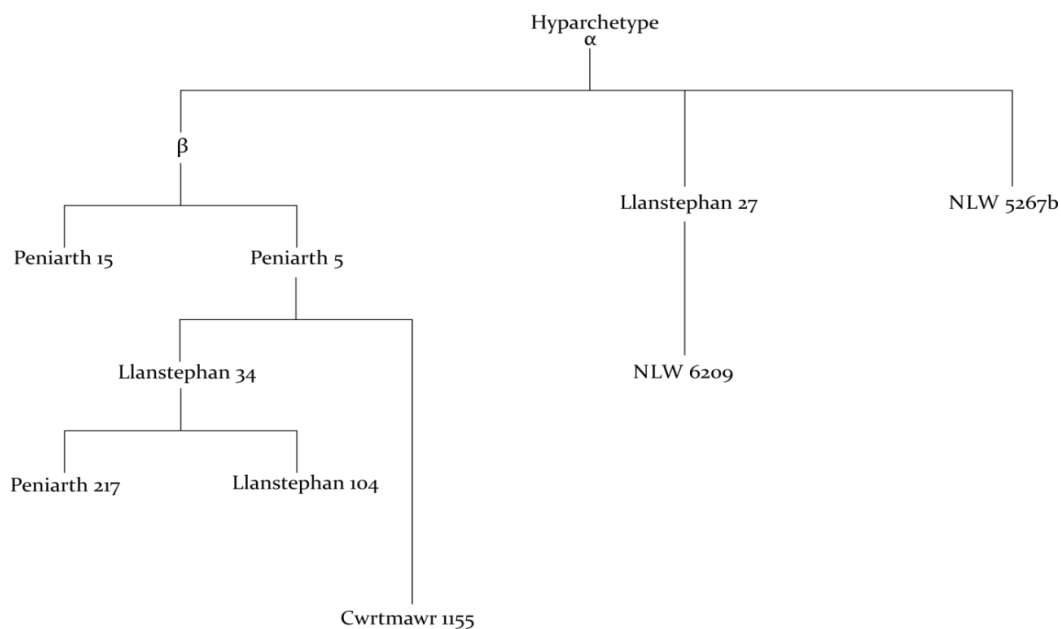 Hyparchetype
α
β
Llanstephan 27
NLW 5267b
Peniarth 15
Peniarth 5
Llanstephan 34
NLW 6209
Peniarth 217
Llanstephan 104
Cwrtmawr 1155